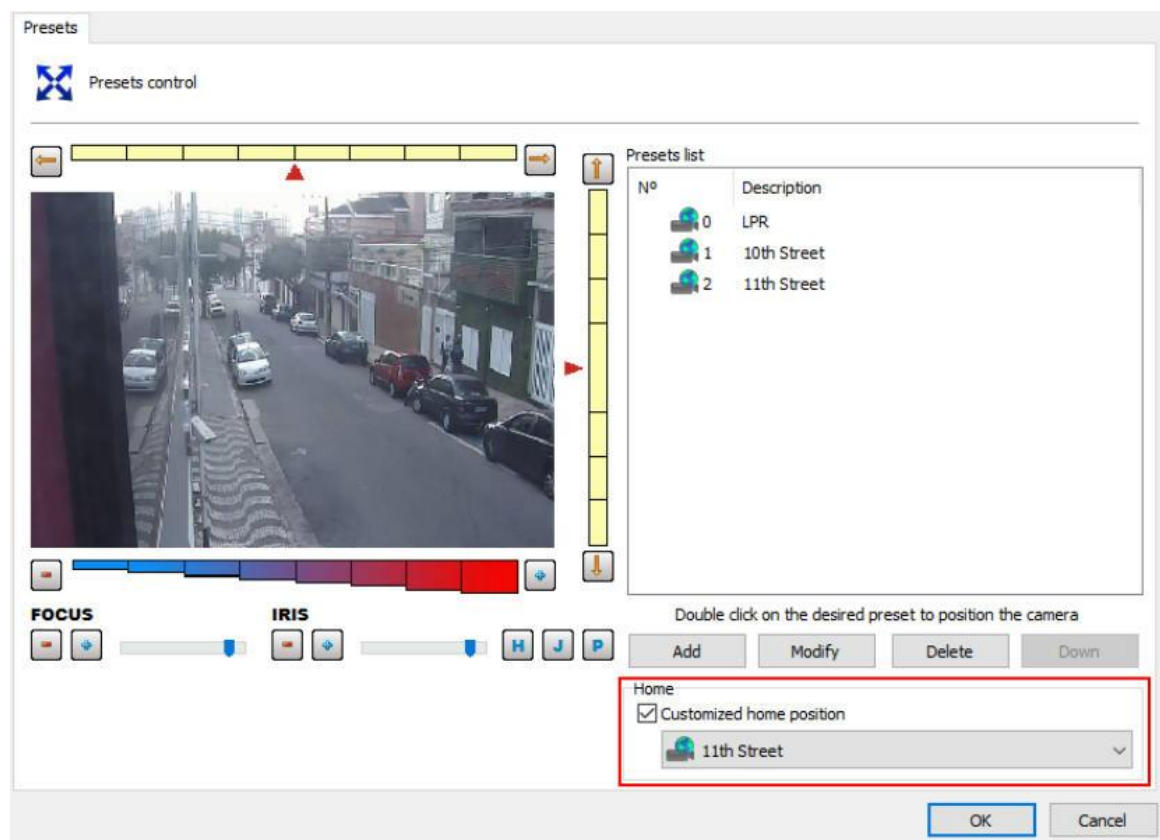 Presets
Presets control
Presets list
Nº Description
0 LPR
1 10th Street
2 11th Street
FOCUS IRIS
H J P
Double click on the desired preset to position the camera
Add Modify Delete Down
Home
Customized home position
11th Street
OK Cancel